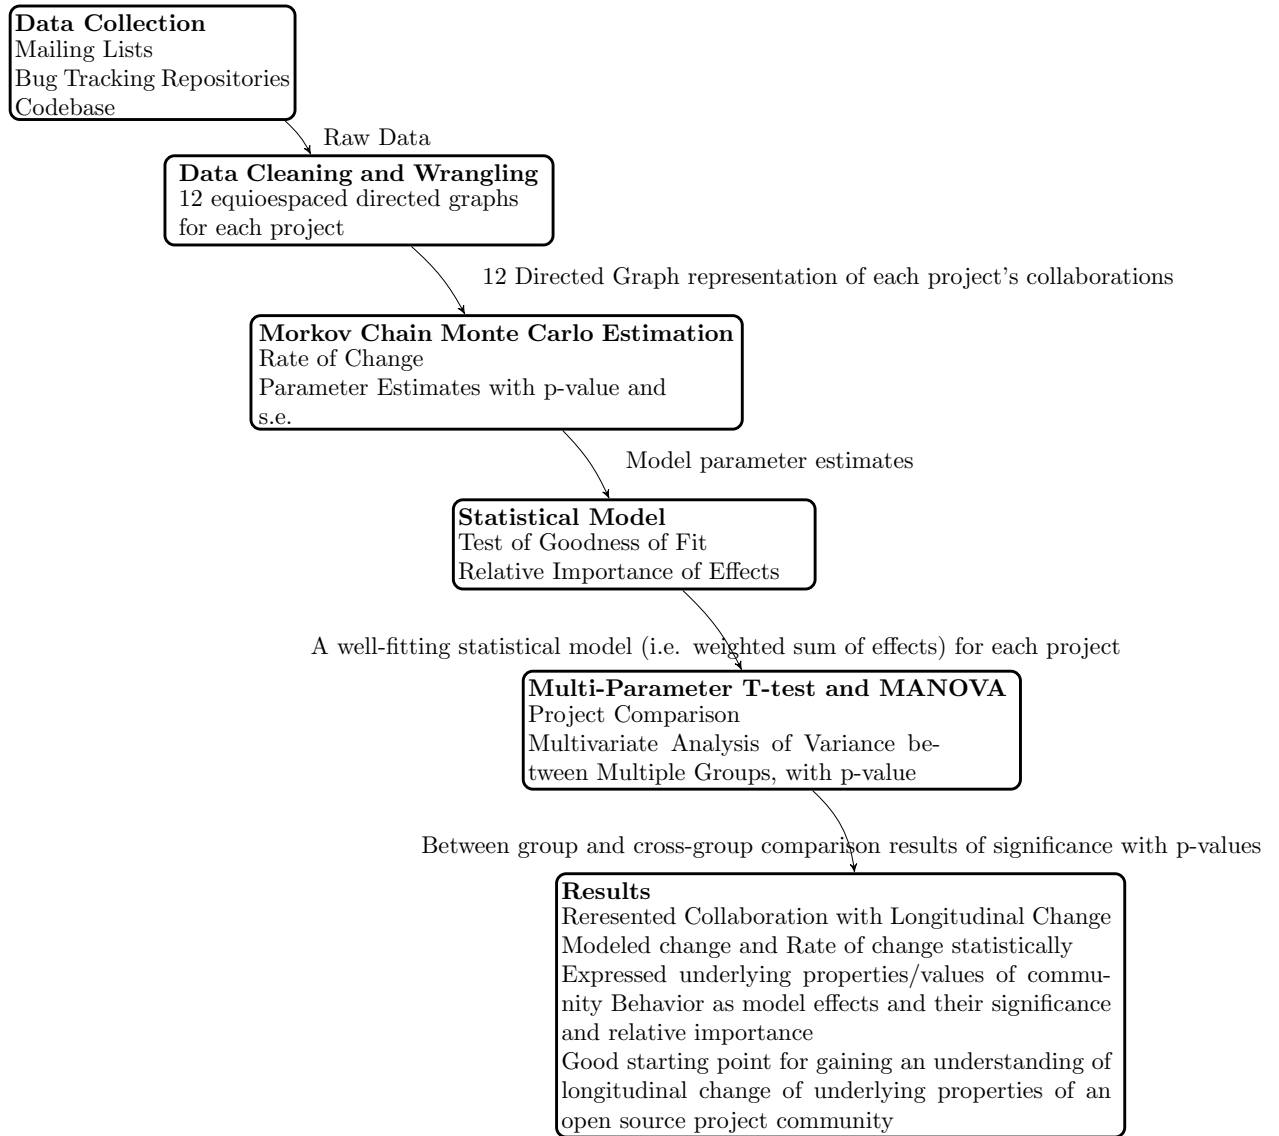 Data Collection
Mailing Lists
Bug Tracking Repositories
Codebase
Raw Data
Data Cleaning and Wrangling
12 equioespaced directed graphs
for each project
12 Directed Graph representation of each project's collaborations
Morkov Chain Monte Carlo Estimation
Rate of Change
Parameter Estimates with p-value and
s.e.
Model parameter estimates
Statistical Model
Test of Goodness of Fit
Relative Importance of Effects
A well-fitting statistical model (i.e. weighted sum of effects) for each project
Multi-Parameter T-test and MANOVA
Project Comparison
Multivariate Analysis of Variance be-
tween Multiple Groups, with p-value
Between group and cross-group comparison results of significance with p-values
Results
Reresented Collaboration with Longitudinal Change
Modeled change and Rate of change statistically
Expressed underlying properties/values of commu-
nity Behavior as model effects and their significance
and relative importance
Good starting point for gaining an understanding of
longitudinal change of underlying properties of an
open source project community